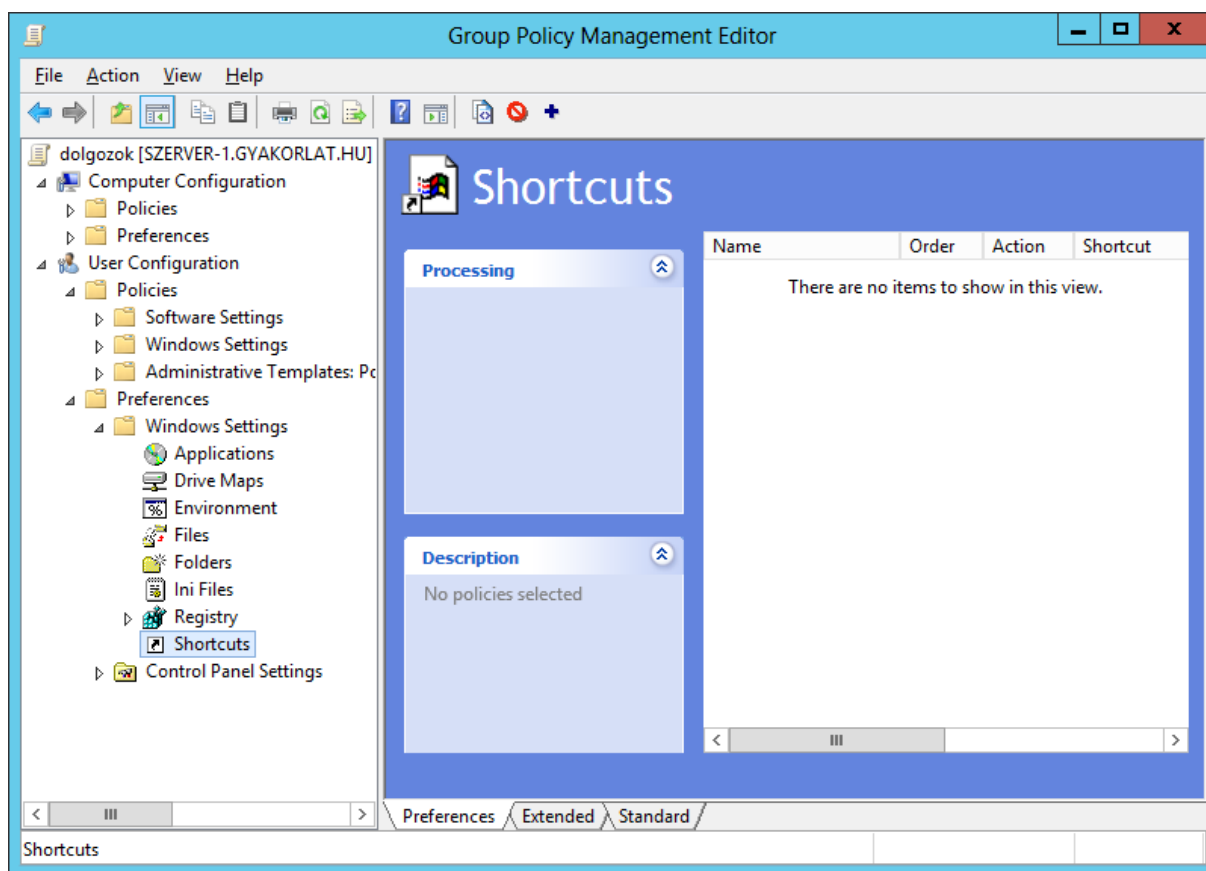 Group Policy Management Editor
File Action View Help
dolgozok [SZERVER-1.GYAKORLAT.HU]
Computer Configuration
Policies
Preferences
User Configuration
Policies
Software Settings
Windows Settings
Administrative Templates: Po
Preferences
Windows Settings
Applications
Drive Maps
Environment
Files
Folders
Ini Files
Registry
Shortcuts
Control Panel Settings
Shortcuts
Processing
Description
No policies selected
Name Order Action Shortcut
There are no items to show in this view.
Preferences Extended Standard
Shortcuts